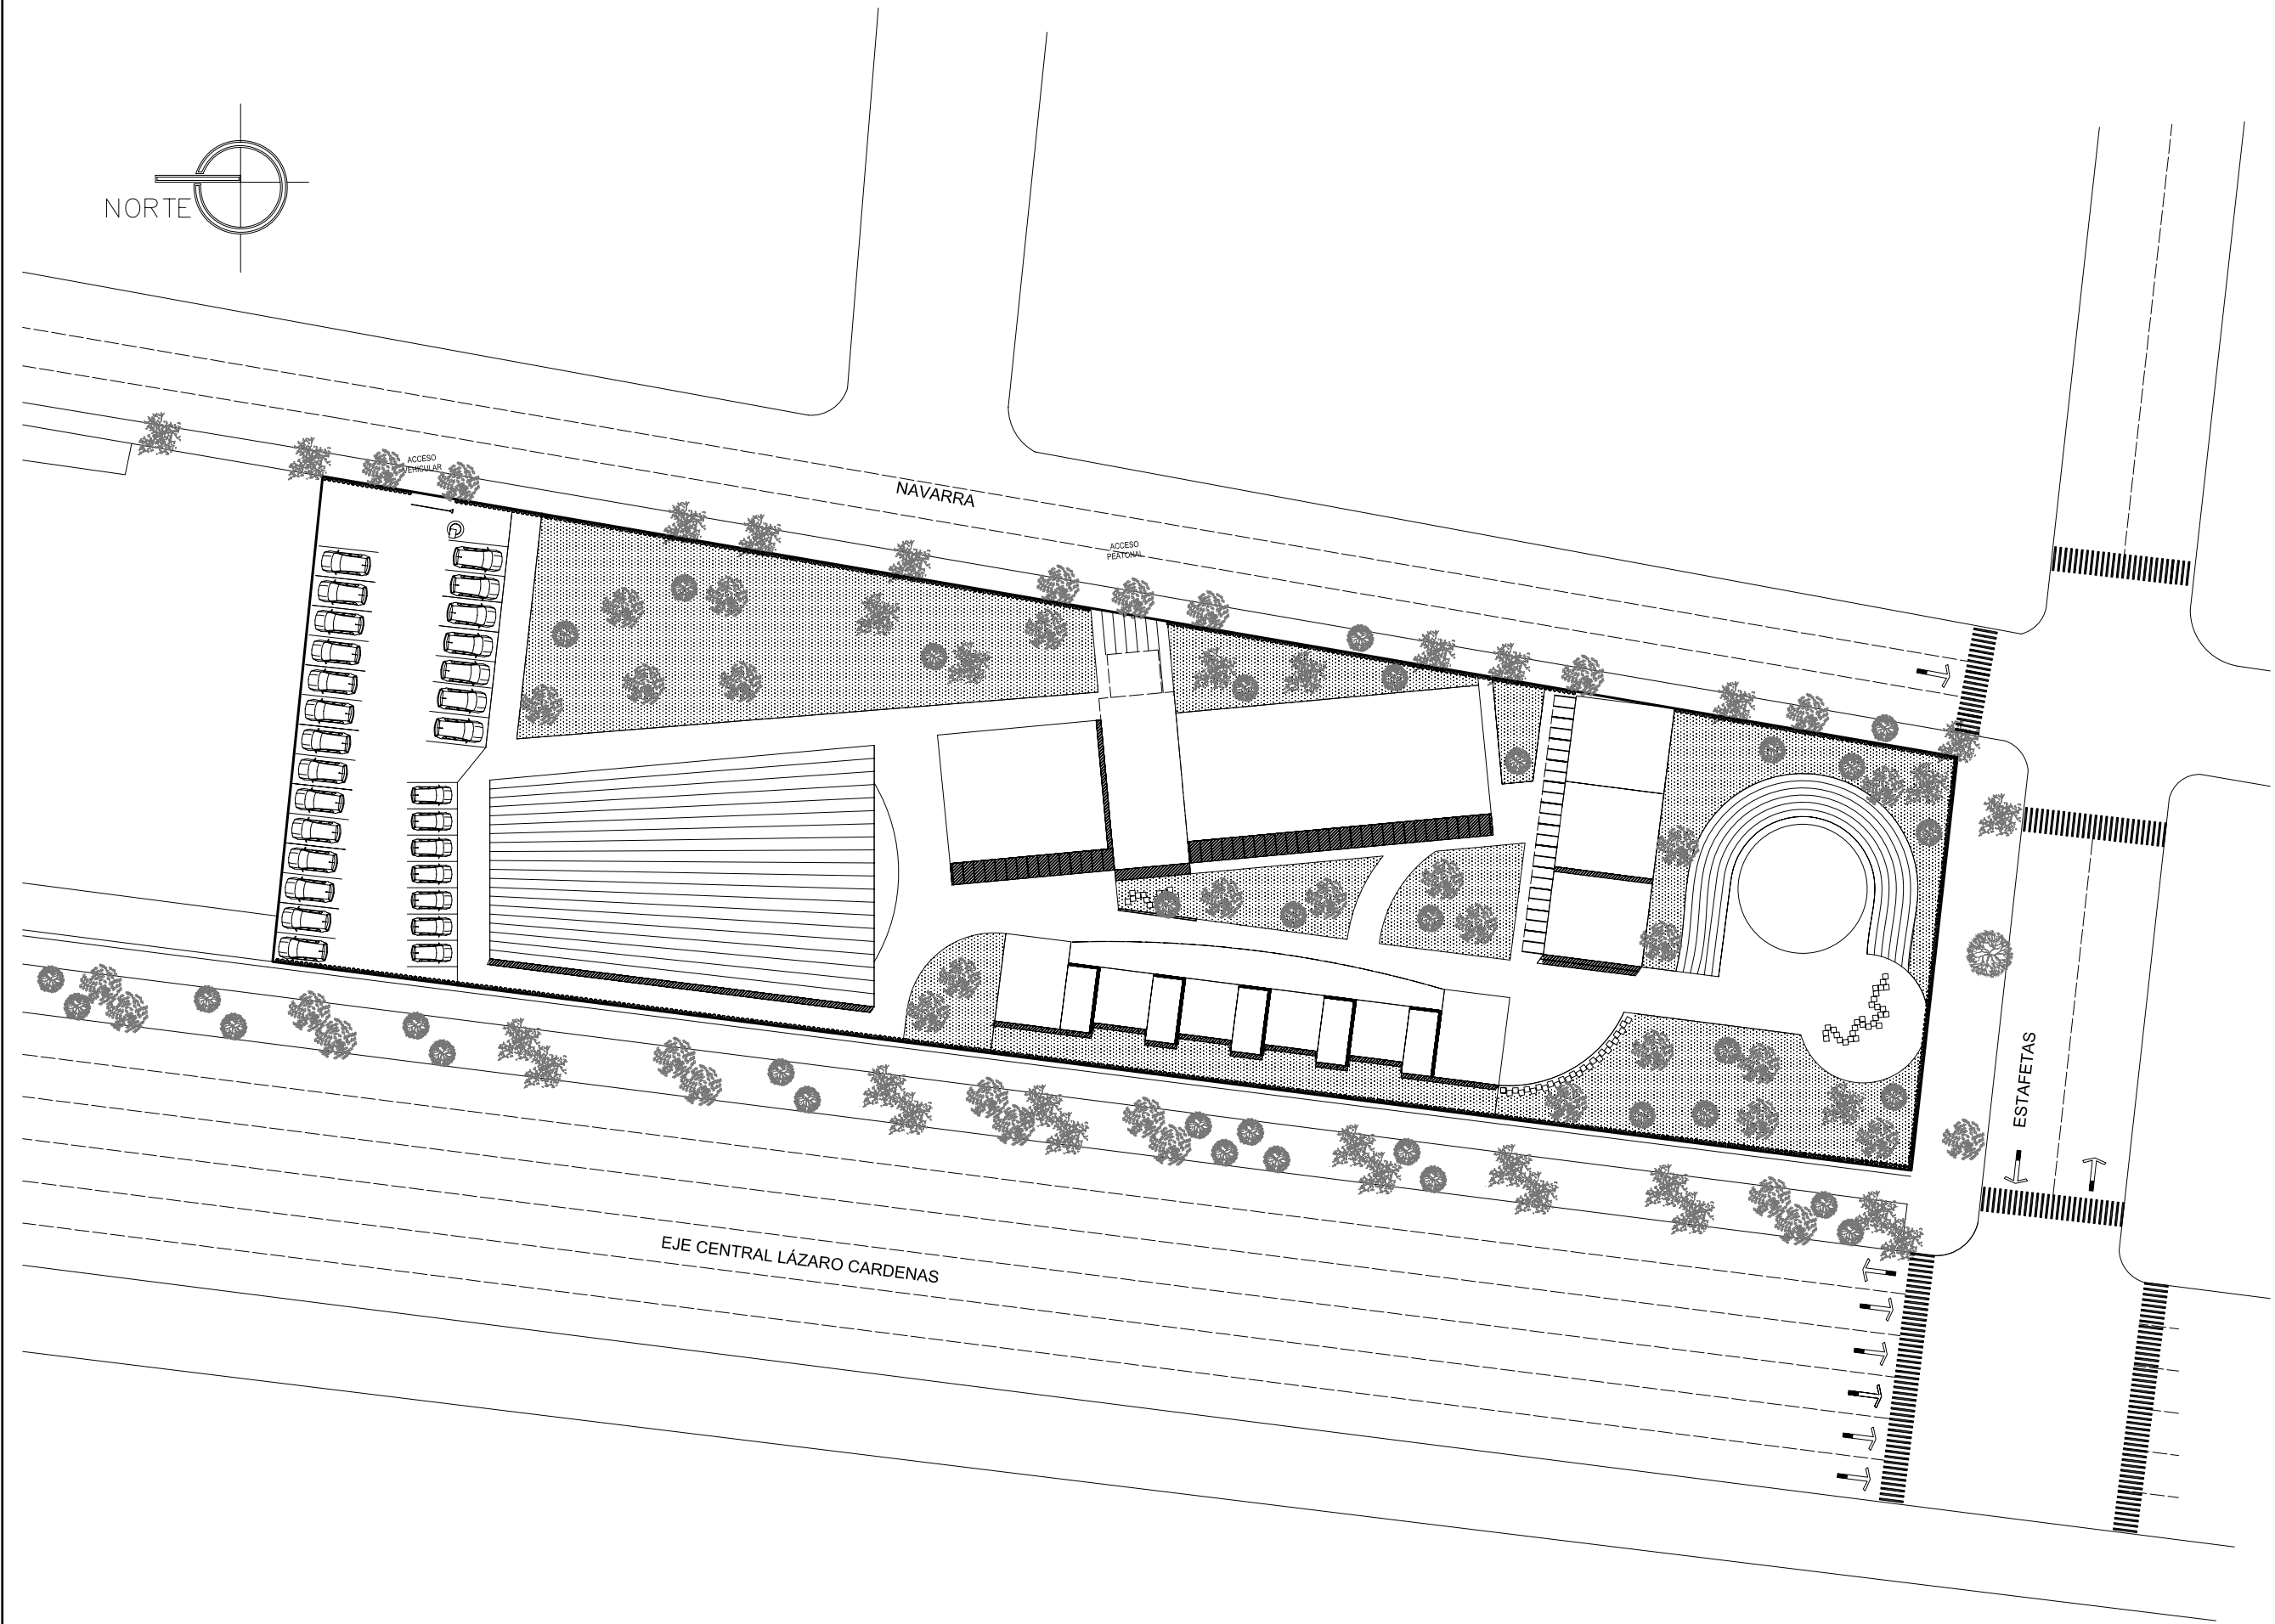 NORTE
ACCESO
VEHICULAR
NAVARRA
ACCESO
PEATONAL
ESTAFETAS
EJE CENTRAL LÁZARO CARDENAS